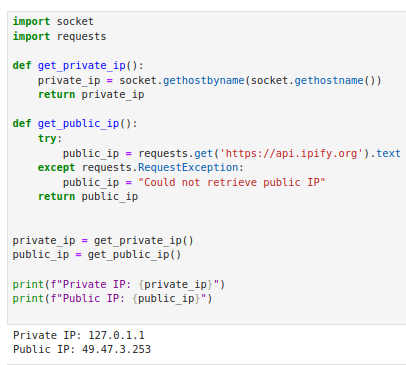 import socket
import requests

def get_private_ip():
    private_ip = socket.gethostbyname(socket.gethostname())
    return private_ip

def get_public_ip():
    try:
        public_ip = requests.get('https://api.ipify.org').text
    except requests.RequestException:
        public_ip = "Could not retrieve public IP"
    return public_ip


private_ip = get_private_ip()
public_ip = get_public_ip()

print(f"Private IP: {private_ip}")
print(f"Public IP: {public_ip}")

Private IP: 127.0.1.1
Public IP: 49.47.3.253